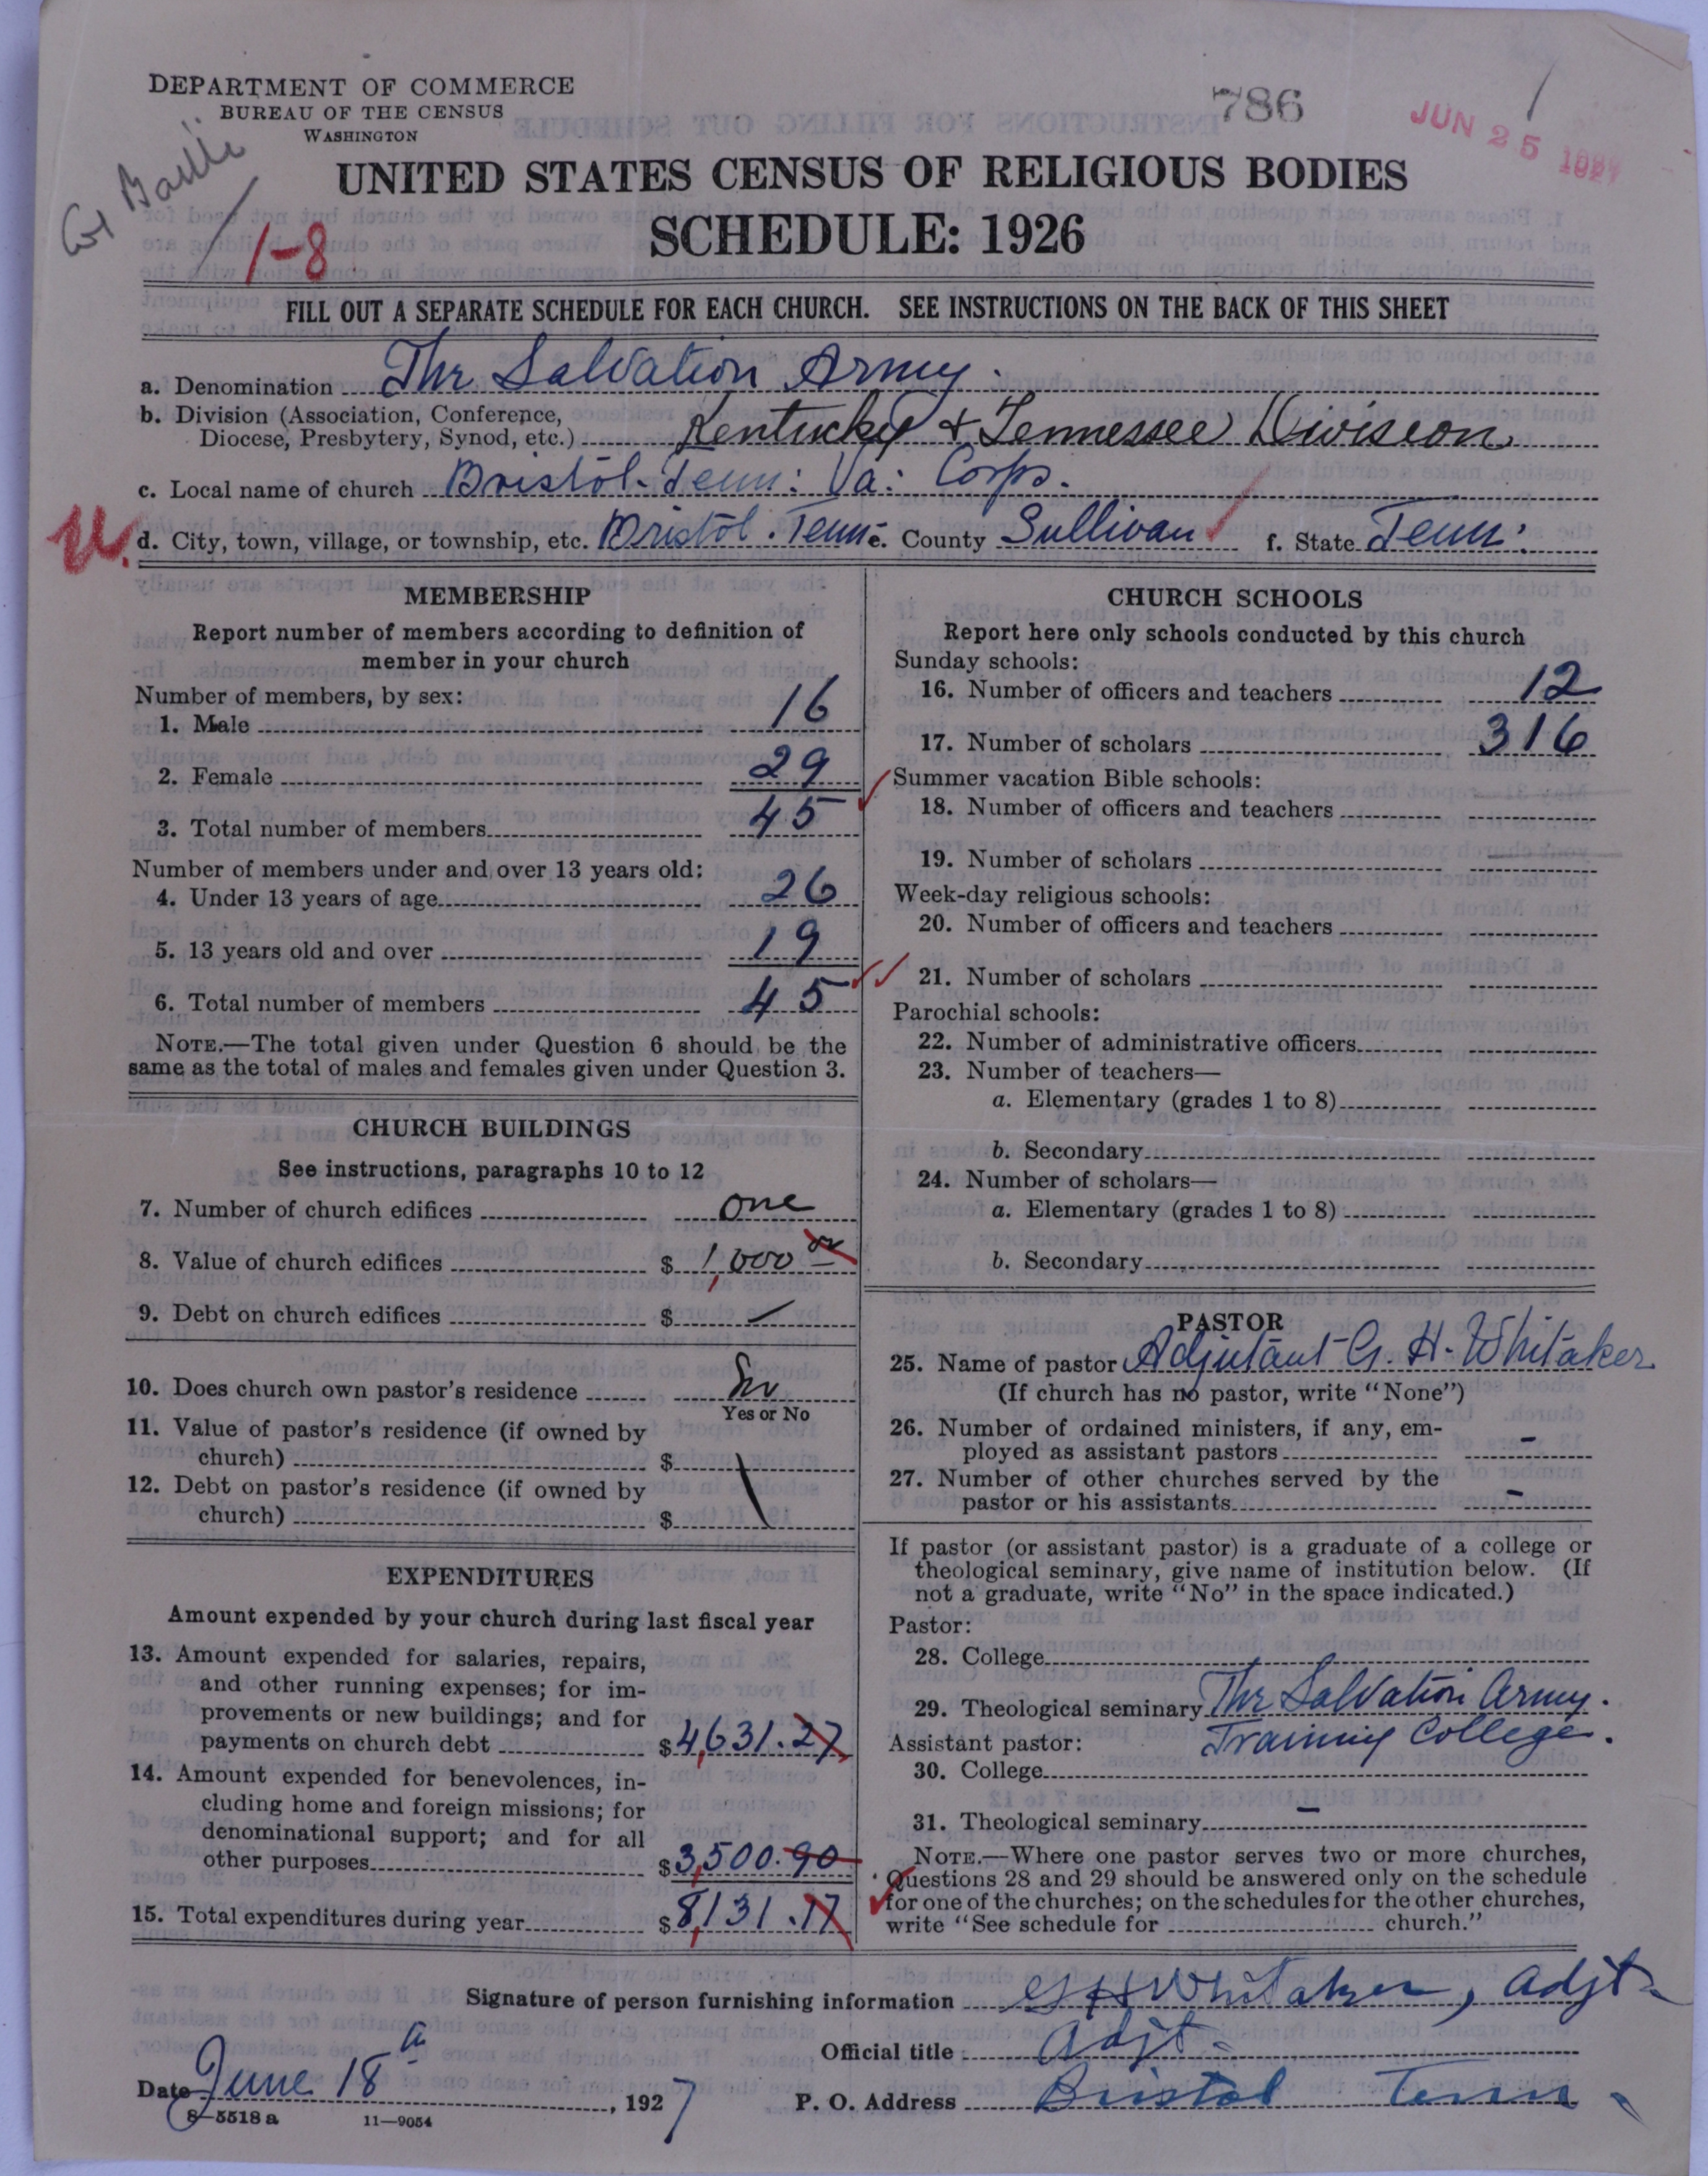 DEPARTMENT OF COMMERCE
BUREAU OF THE CENSUS
WASHINGTON
786
JUN 25 1927
1-8
UNITED STATES CENSUS OF RELIGIOUS BODIES
SCHEDULE: 1926
FILL OUT A SEPARATE SCHEDULE FOR EACH CHURCH. SEE INSTRUCTIONS ON THE BACK OF THIS SHEET
a. Denomination The Salvation Army.
b. Division (Association, Conference,
Diocese, Presbytery, Synod, etc.) Kentucky & Tennessee Division
c. Local name of church Bristol. Tenn: Va: Corps.
d. City, town, village, or township, etc. Bristol. Tenn e. County Sullivan f. State Tenn:
MEMBERSHIP
Report number of members according to definition of
member in your church
Number of members, by sex:
1. Male 16
2. Female 29
3. Total number of members 45
Number of members under and over 13 years old:
4. Under 13 years of age 26
5. 13 years old and over 19
6. Total number of members 45
NOTE.—The total given under Question 6 should be the
same as the total of males and females given under Question 3.
CHURCH BUILDINGS
See instructions, paragraphs 10 to 12
7. Number of church edifices one
8. Value of church edifices $ 1,000 00
9. Debt on church edifices $ —
10. Does church own pastor's residence
Yes or No
11. Value of pastor's residence (if owned by
church) $
12. Debt on pastor's residence (if owned by
church) $
EXPENDITURES
Amount expended by your church during last fiscal year
13. Amount expended for salaries, repairs,
and other running expenses; for im-
provements or new buildings; and for
payments on church debt $4,631.27
14. Amount expended for benevolences, in-
cluding home and foreign missions; for
denominational support; and for all
other purposes $3,500.90
15. Total expenditures during year $8,131.17
CHURCH SCHOOLS
Report here only schools conducted by this church
Sunday schools:
16. Number of officers and teachers 12
17. Number of scholars 316
Summer vacation Bible schools:
18. Number of officers and teachers
19. Number of scholars
Week-day religious schools:
20. Number of officers and teachers
21. Number of scholars
Parochial schools:
22. Number of administrative officers
23. Number of teachers—
a. Elementary (grades 1 to 8)
b. Secondary
24. Number of scholars—
a. Elementary (grades 1 to 8)
b. Secondary
PASTOR
25. Name of pastor Adjutant G. H. Whitaker
(If church has no pastor, write "None")
26. Number of ordained ministers, if any, em-
ployed as assistant pastors -
27. Number of other churches served by the
pastor or his assistants -
If pastor (or assistant pastor) is a graduate of a college or
theological seminary, give name of institution below. (If
not a graduate, write "No" in the space indicated.)
Pastor:
28. College
29. Theological seminary The Salvation Army.
Training College.
Assistant pastor:
30. College
31. Theological seminary -
NOTE.—Where one pastor serves two or more churches,
Questions 28 and 29 should be answered only on the schedule
for one of the churches; on the schedules for the other churches,
write "See schedule for church."
Signature of person furnishing information G H Whitaker, Adjt.
Official title Adjt.
Date June 18, 1927
P. O. Address Bristol Tenn.
8—5518 a 11—9054